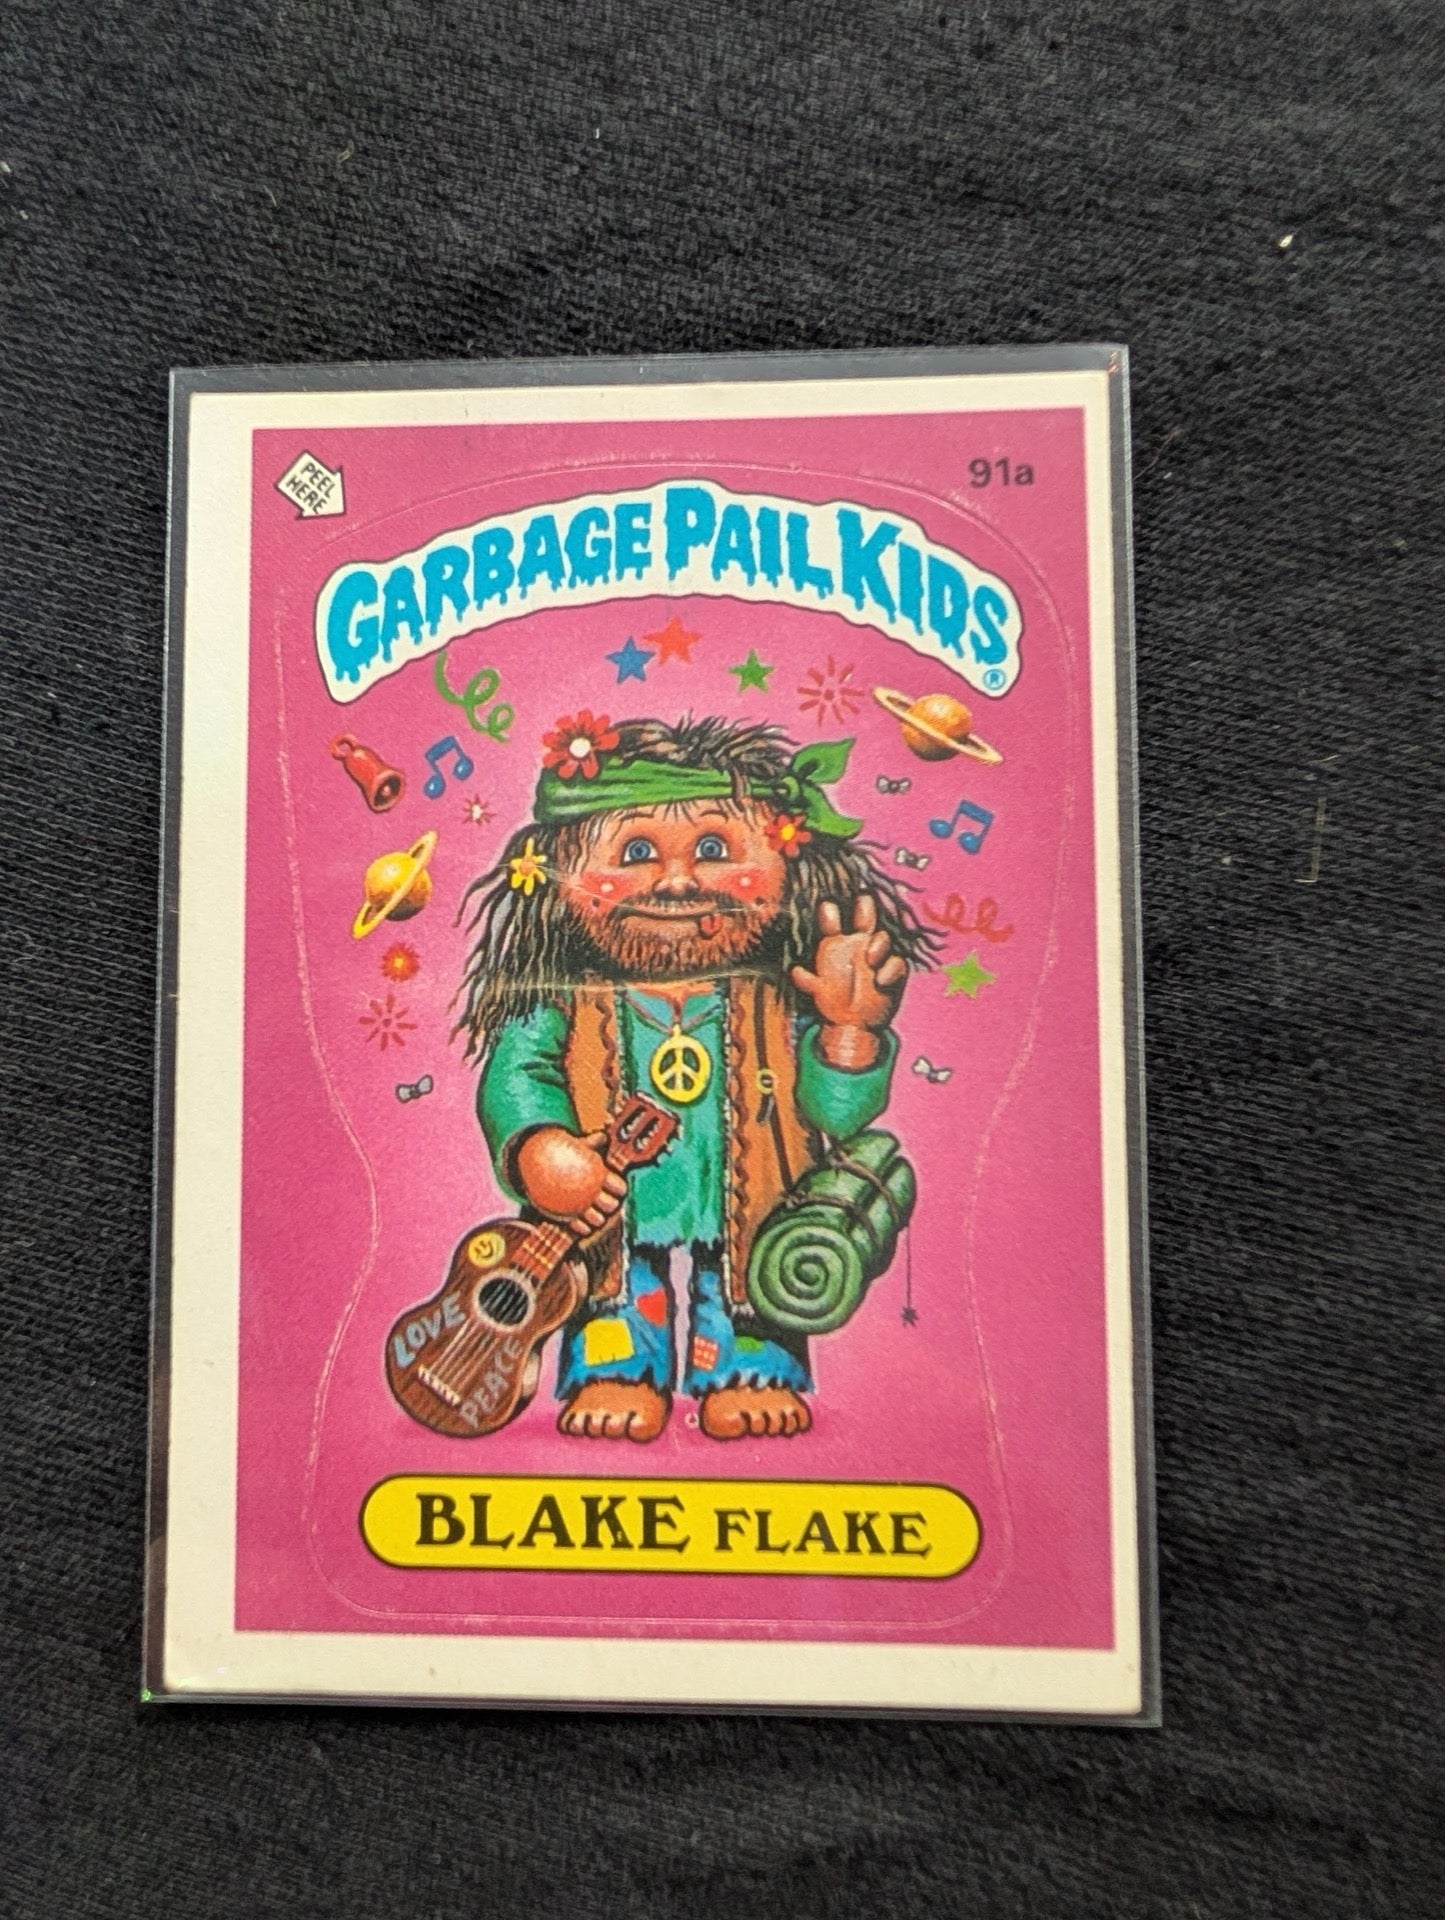 PEEL
HERE
91a
GARBAGE PAIL KIDS
®
LOVE
PEACE
BLAKE FLAKE